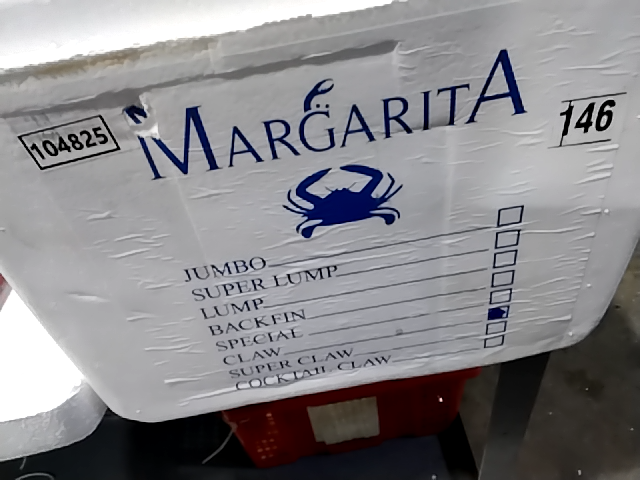 MARGARITA
104825
146
JUMBO
SUPER LUMP
LUMP
BACKFIN
SPECIAL
CLAW
SUPER CLAW
COCKTAIL CLAW